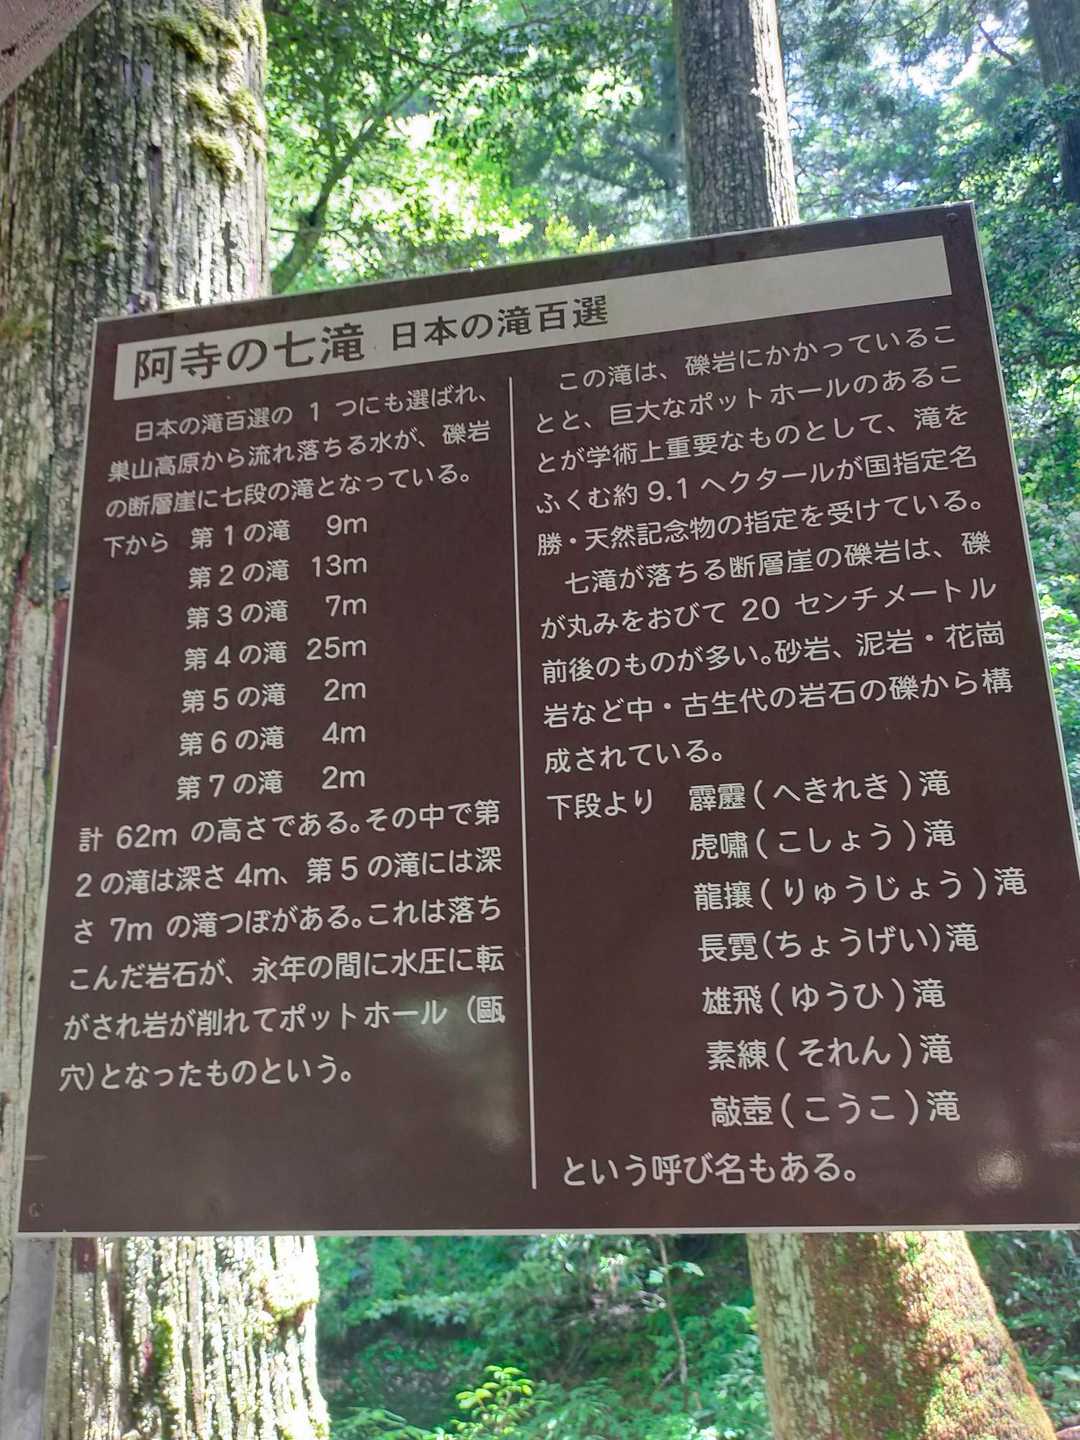 阿寺の七滝 日本の滝百選
日本の滝百選の 1 つにも選ばれ、
巣山高原から流れ落ちる水が、礫岩
の断層崖に七段の滝となっている。
下から 第1の滝 9m
第2の滝 13m
第3の滝 7m
第4の滝 25m
第5の滝 2m
第6の滝 4m
第7の滝 2m
計 62m の高さである。その中で第
2 の滝は深さ 4m、第 5 の滝には深
さ 7m の滝つぼがある。これは落ち
こんだ岩石が、永年の間に水圧に転
がされ岩が削れてポットホール（甌
穴）となったものという。
この滝は、礫岩にかかっているこ
とと、巨大なポットホールのあるこ
とが学術上重要なものとして、滝を
ふくむ約 9.1 ヘクタールが国指定名
勝・天然記念物の指定を受けている。
七滝が落ちる断層崖の礫岩は、礫
が丸みをおびて 20 センチメートル
前後のものが多い。砂岩、泥岩・花崗
岩など中・古生代の岩石の礫から構
成されている。
下段より 霹靂(へきれき)滝
虎嘯(こしょう)滝
龍攘(りゅうじょう)滝
長霓(ちょうげい)滝
雄飛(ゆうひ)滝
素練(それん)滝
敲壺(こうこ)滝
という呼び名もある。